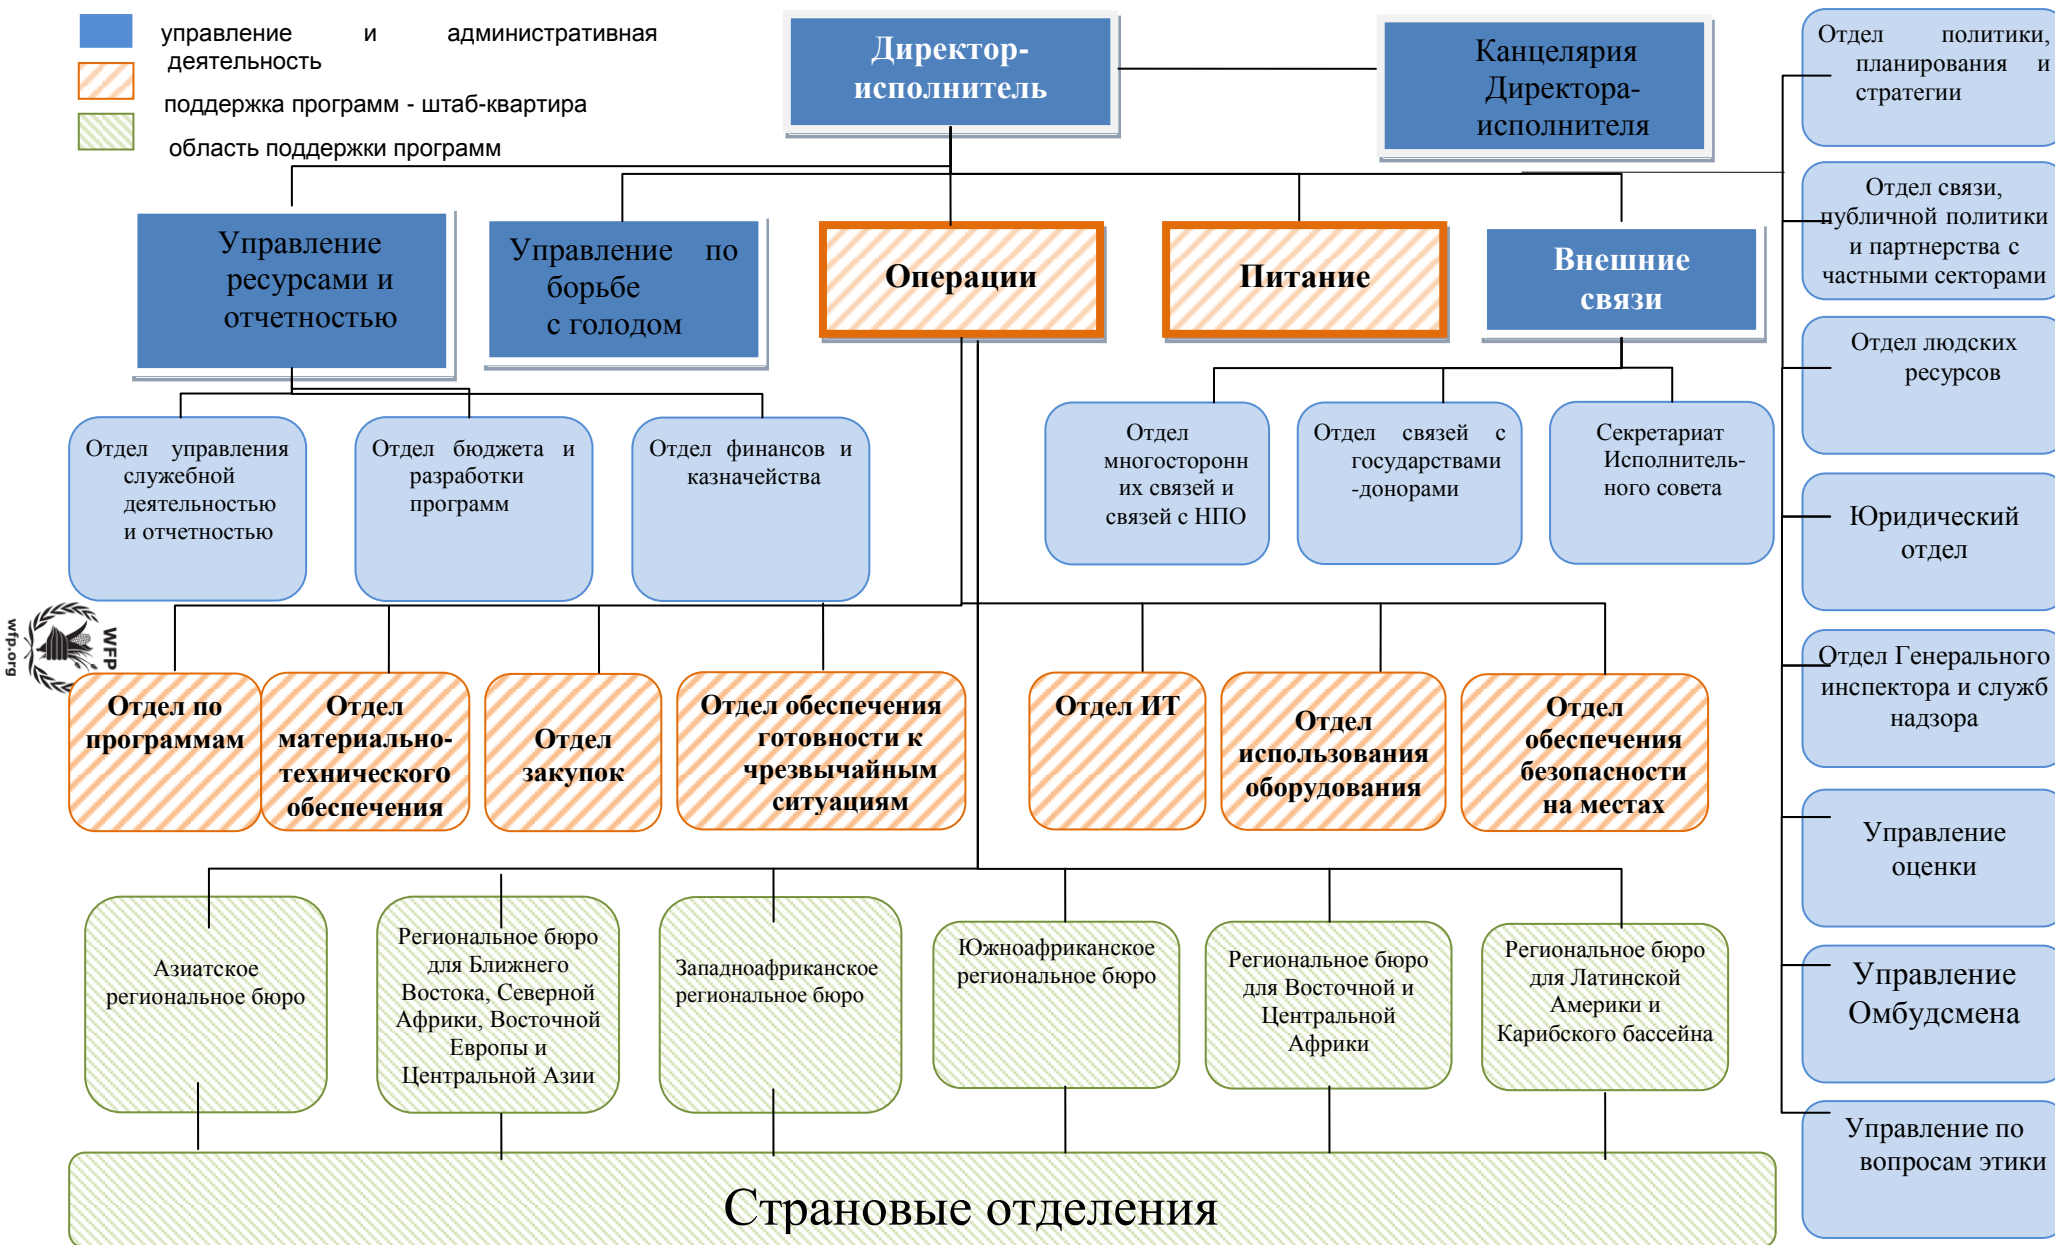 управление и административная
деятельность
поддержка программ - штаб-квартира
область поддержки программ
Директор-
исполнитель
Канцелярия
Директора-
исполнителя
Управление
ресурсами и
отчетностью
Управление по
борьбе
с голодом
Операции
Питание
Внешние
связи
Отдел управления
служебной
деятельностью
и отчетностью
Отдел бюджета и
разработки
программ
Отдел финансов и
казначейства
Отдел
многосторонн
их связей и
связей с НПО
Отдел связей с
государствами
-донорами
Секретариат
Исполнитель-
ного совета
WFP
wfp.org
Отдел по
программам
Отдел
материально-
технического
обеспечения
Отдел
закупок
Отдел обеспечения
готовности к
чрезвычайным
ситуациям
Отдел ИТ
Отдел
использования
оборудования
Отдел
обеспечения
безопасности
на местах
Азиатское
региональное бюро
Региональное бюро
для Ближнего
Востока, Северной
Африки, Восточной
Европы и
Центральной Азии
Западноафриканское
региональное бюро
Южноафриканское
региональное бюро
Региональное бюро
для Восточной и
Центральной
Африки
Региональное бюро
для Латинской
Америки и
Карибского бассейна
Страновые отделения
Отдел политики,
планирования и
стратегии
Отдел связи,
публичной политики
и партнерства с
частными секторами
Отдел людских
ресурсов
Юридический
отдел
Отдел Генерального
инспектора и служб
надзора
Управление
оценки
Управление
Омбудсмена
Управление по
вопросам этики